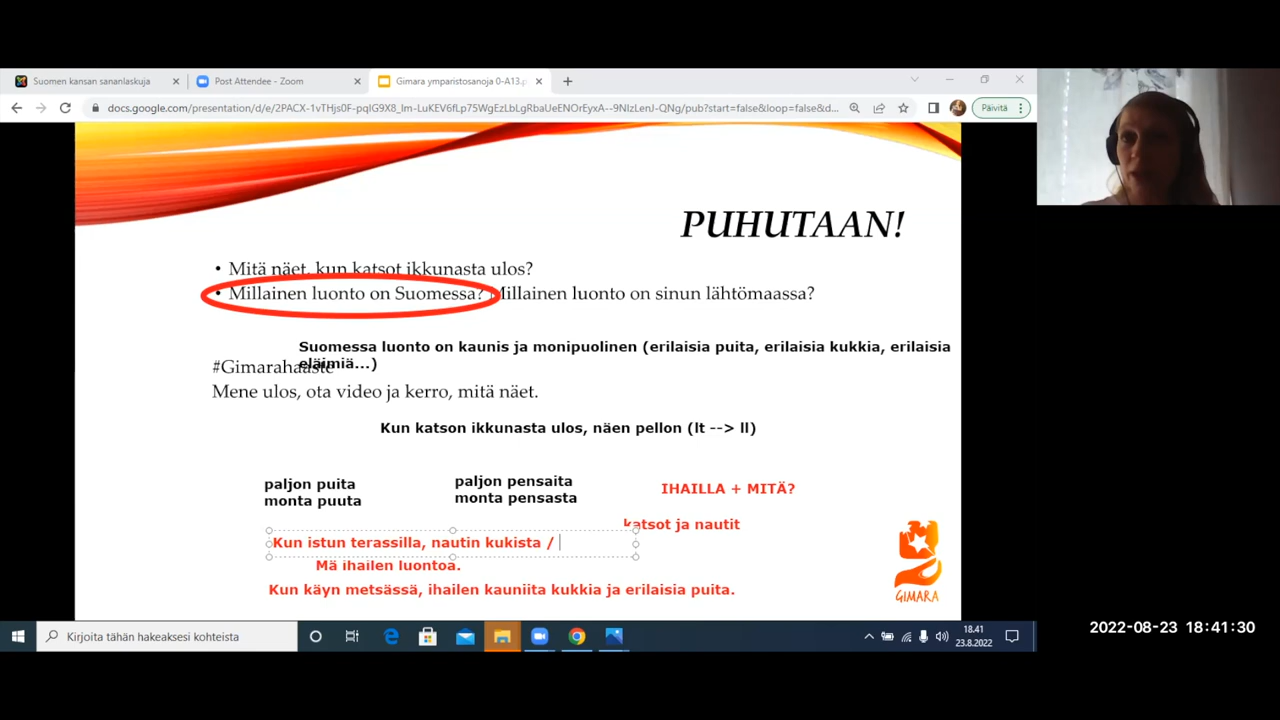 Suomen kansan sananlaskuja
Post Attendee - Zoom
Gimara ymparistosanoja 0-A13.p
docs.google.com/presentation/d/e/2PACX-1vTHjs0F-pqIG9X8_Im-LuKEV6fLp75WgEzLbLgRbaUeENOrEyxA--9NIzLenJ-QNg/pub?start=false&loop=false&d...
Päivitä
PUHUTAAN!
• Mitä näet, kun katsot ikkunasta ulos?
• Millainen luonto on Suomessa? Millainen luonto on sinun lähtömaassa?
Suomessa luonto on kaunis ja monipuolinen (erilaisia puita, erilaisia kukkia, erilaisia
eläimiä...)
#Gimarahaaste
Mene ulos, ota video ja kerro, mitä näet.
Kun katson ikkunasta ulos, näen pellon (lt --> ll)
paljon puita
monta puuta
paljon pensaita
monta pensasta
IHAILLA + MITÄ?
katsot ja nautit
Kun istun terassilla, nautin kukista /
Mä ihailen luontoa.
Kun käyn metsässä, ihailen kauniita kukkia ja erilaisia puita.
GIMARA
Kirjoita tähän hakeaksesi kohteista
18.41
23.8.2022
2022-08-23 18:41:30